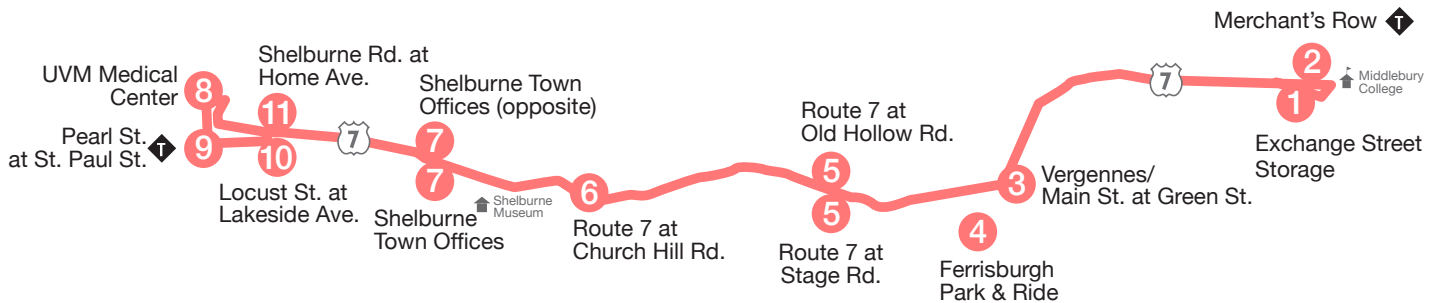 UVM Medical
Center
8
Pearl St.
at St. Paul St.
T
9
Shelburne Rd. at
Home Ave.
11
10
Locust St. at
Lakeside Ave.
7
Shelburne Town
Offices (opposite)
7
7
Shelburne
Town Offices
Shelburne
Museum
6
Route 7 at
Church Hill Rd.
Route 7 at
Old Hollow Rd.
5
5
Route 7 at
Stage Rd.
3
Vergennes/
Main St. at Green St.
4
Ferrisburgh
Park & Ride
7
Merchant's Row
T
2
1
Middlebury
College
Exchange Street
Storage